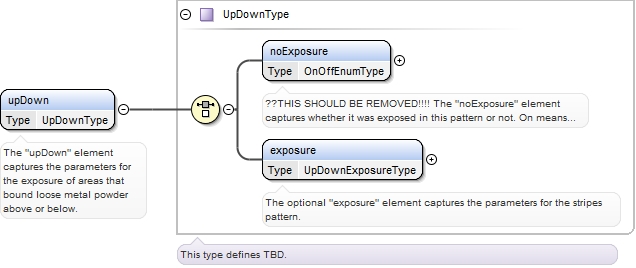 UpDownType
noExposure
Type OnOffEnumType
??THIS SHOULD BE REMOVED!!!! The "noExposure" element
captures whether it was exposed in this pattern or not. On means...
upDown
Type UpDownType
The "upDown" element
captures the parameters for
the exposure of areas that
bound loose metal powder
above or below.
exposure
Type UpDownExposureType
The optional "exposure" element captures the parameters for the stripes
pattern.
This type defines TBD.